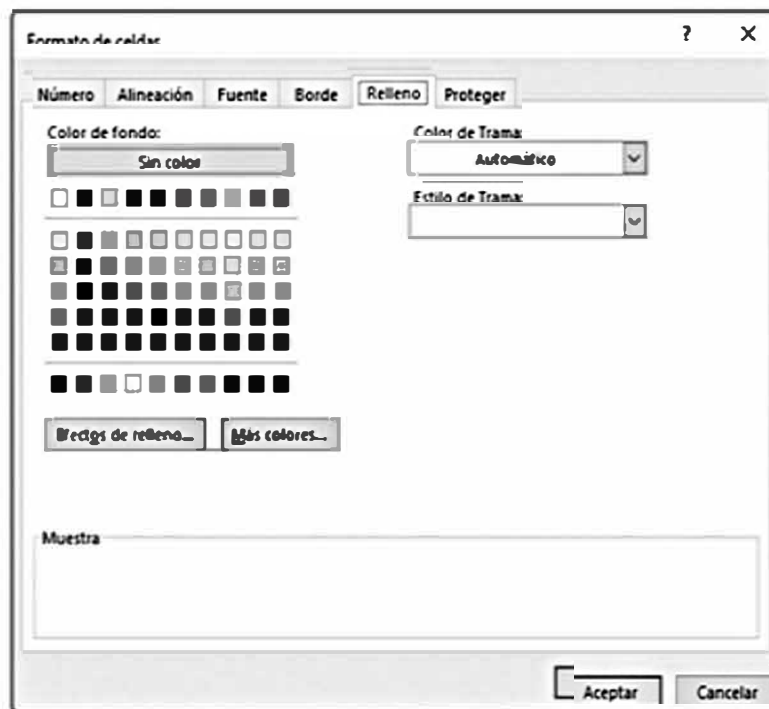 Formato de celdas ? ×
Número Alineación Fuente Borde Relleno Proteger
Color de fondo:
Sin color
Color de Trama:
Automático
Estilo de Trama:
Efectos de relleno...
Más colores...
Muestra
Aceptar
Cancelar